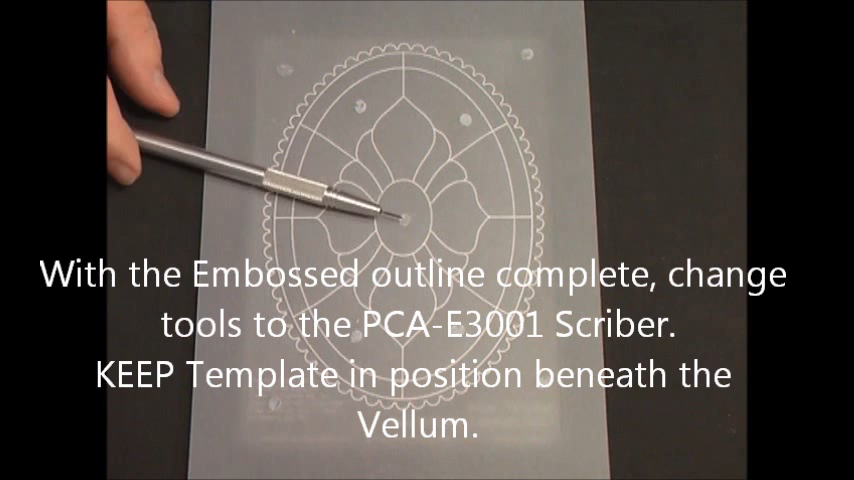 With the Embossed outline complete, change
tools to the PCA-E3001 Scriber.
KEEP Template in position beneath the
Vellum.